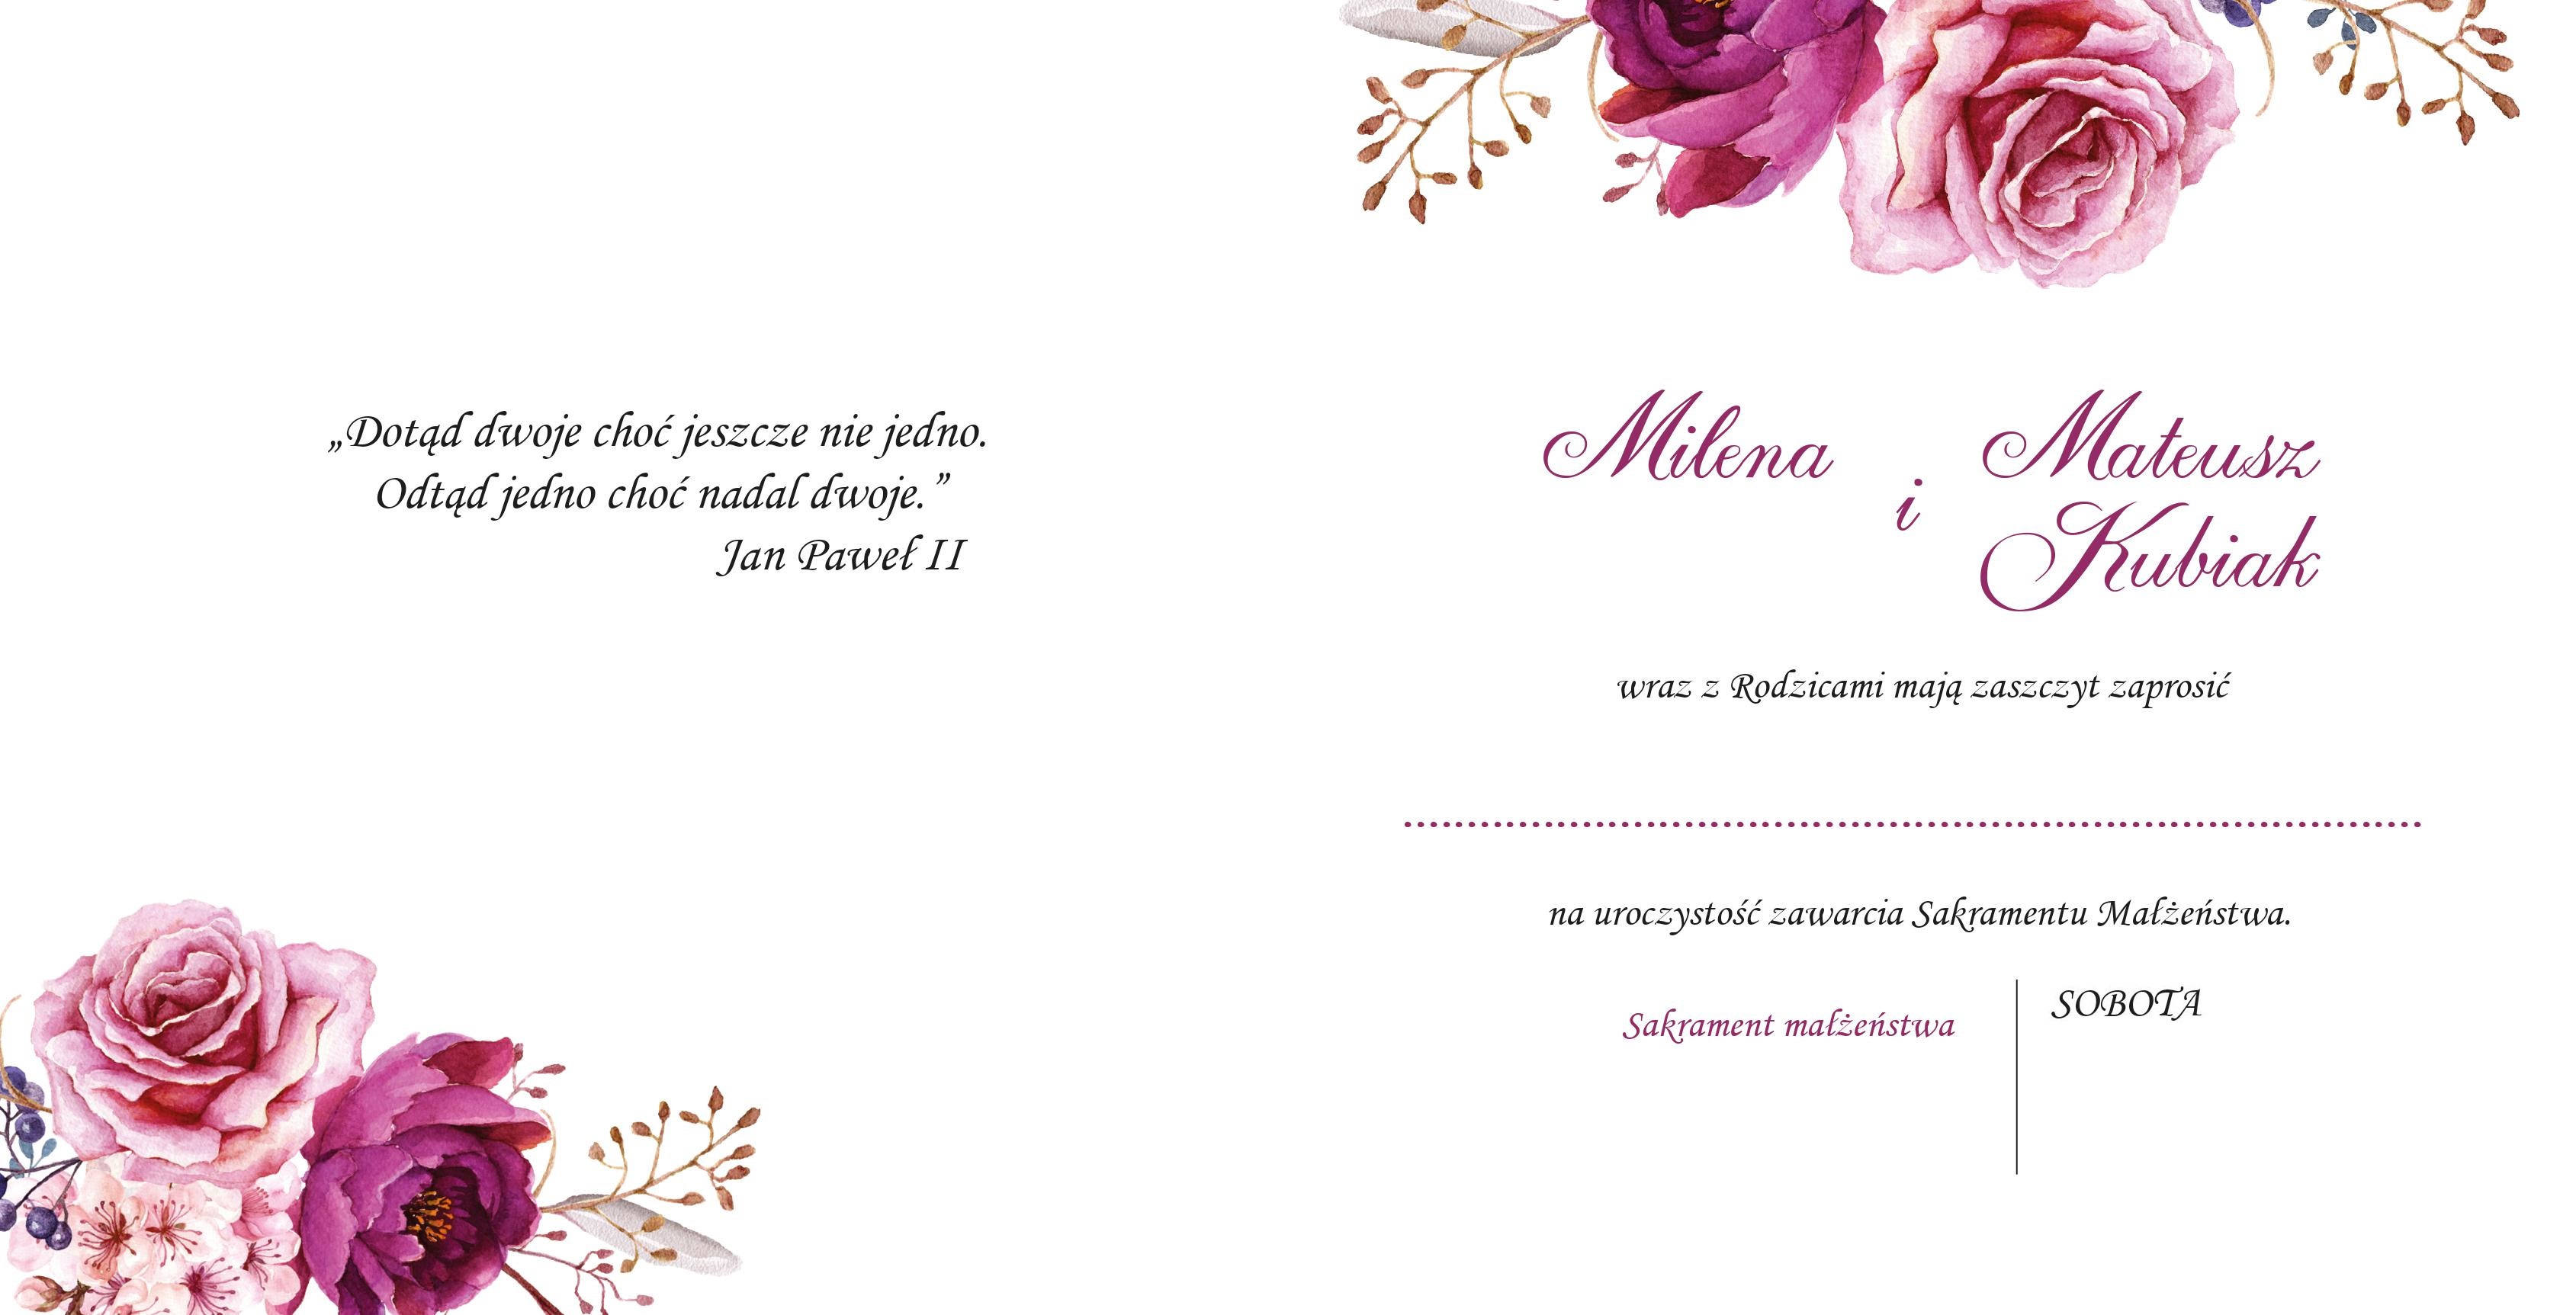 „Dotąd dwoje choć jeszcze nie jedno.
Odtąd jedno choć nadal dwoje.”
Jan Paweł II
Milena i Mateusz
Kubiak
wraz z Rodzicami mają zaszczyt zaprosić
na uroczystość zawarcia Sakramentu Małżeństwa.
Sakrament małżeństwa
SOBOTA